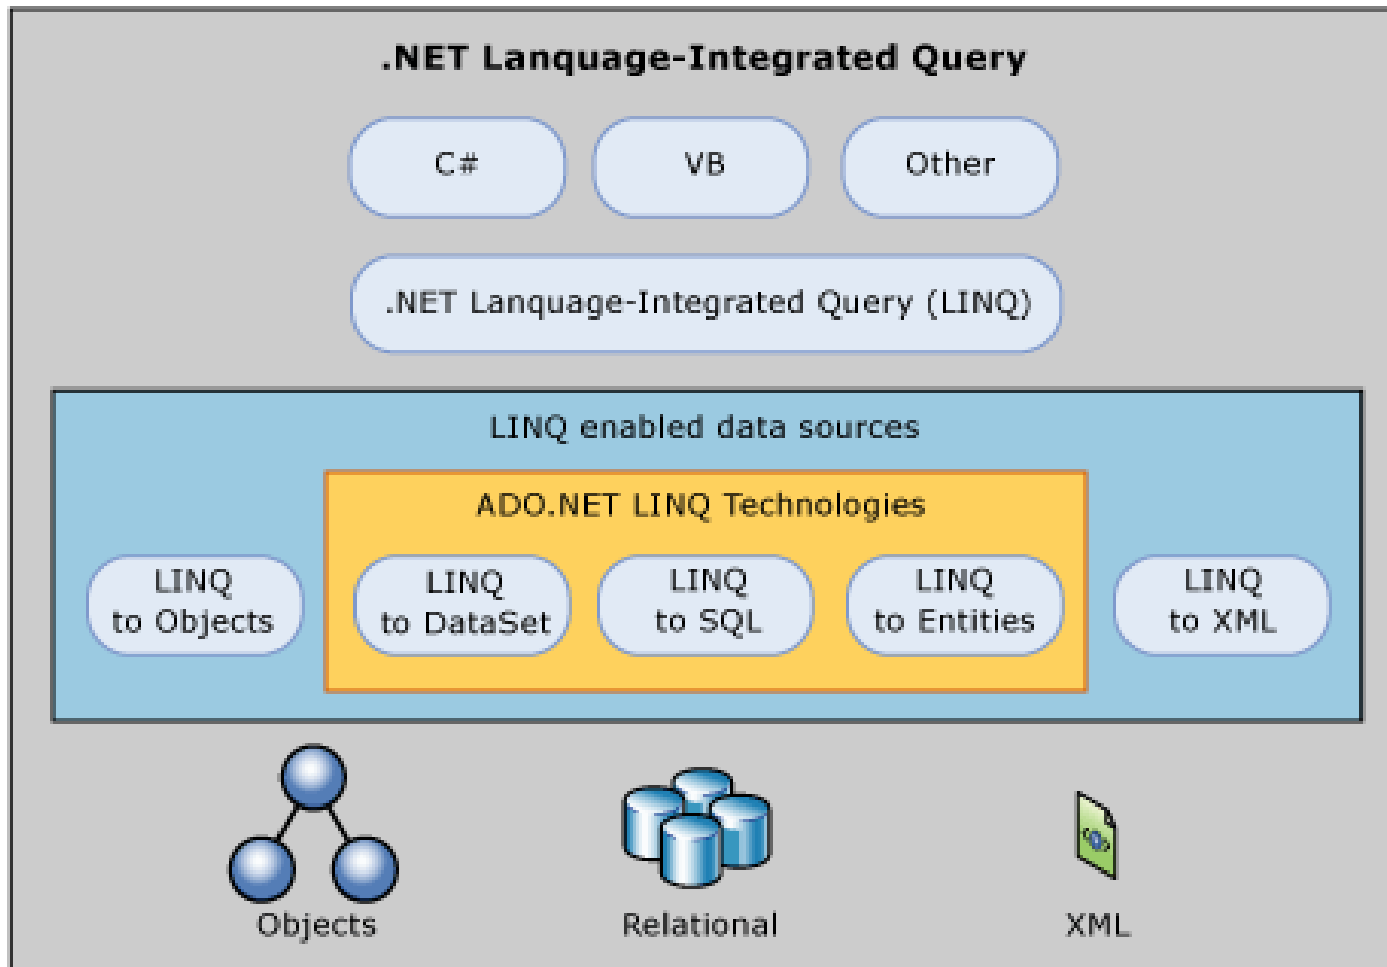 .NET Lanquage-Integrated Query
C#
VB
Other
.NET Lanquage-Integrated Query (LINQ)
LINQ enabled data sources
ADO.NET LINQ Technologies
LINQ
to Objects
LINQ
to DataSet
LINQ
to SQL
LINQ
to Entities
LINQ
to XML
Objects
Relational
XML